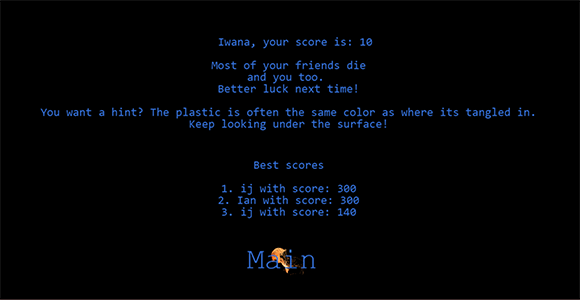 Iwana, your score is: 10
Most of your friends die
and you too.
Better luck next time!
You want a hint? The plastic is often the same color as where its tangled in.
Keep looking under the surface!
Best scores
1. ij with score: 300
2. Ian with score: 300
3. ij with score: 140
Main